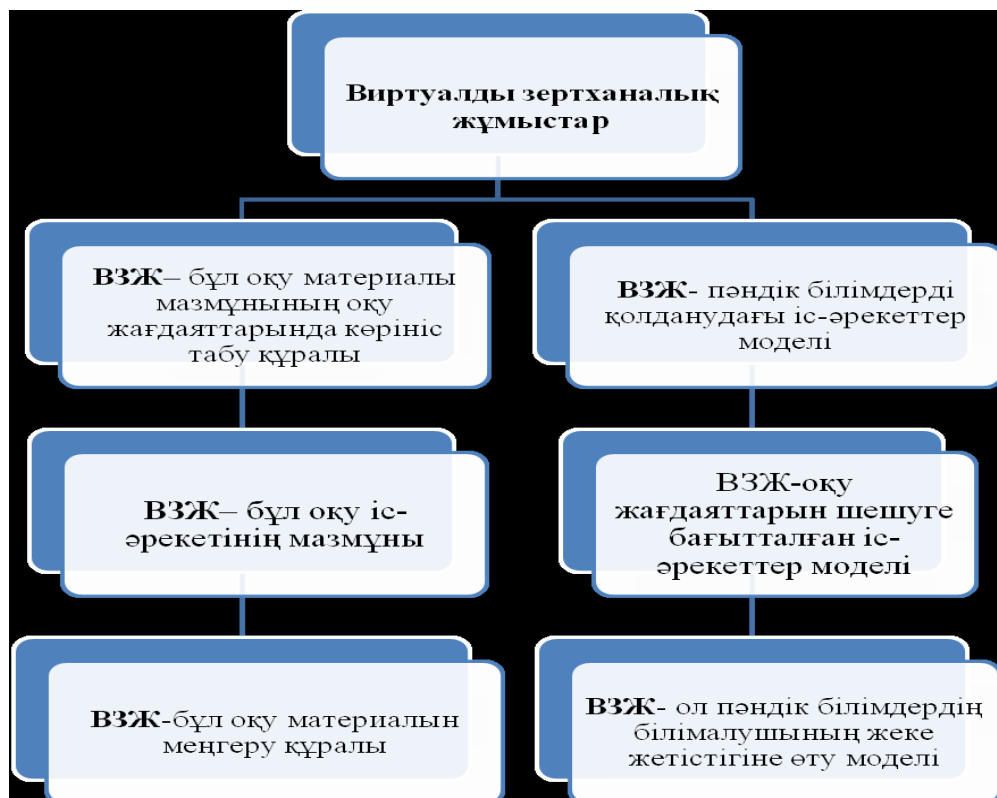 Виртуалды зертханалық
жұмыстар
ВЗЖ– бұл оқу материалы
мазмұнының оқу
жағдаяттарында көрініс
табу құралы
ВЗЖ- пәндік білімдерді
қолданудағы іс-әрекеттер
моделі
ВЗЖ– бұл оқу іс-
әрекетінің мазмұны
ВЗЖ-оқу
жағдаяттарын шешуге
бағытталған іс-
әрекеттер моделі
ВЗЖ-бұл оқу материалын
меңгеру құралы
ВЗЖ- ол пәндік білімдердің
білімалушының жеке
жетістігіне өту моделі